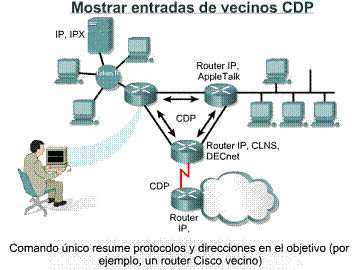 Mostrar entradas de vecinos CDP
IP, IPX
Router IP,
AppleTalk
CDP
Router IP, CLNS,
DECnet
CDP
Router
IP,
Comando único resume protocolos y direcciones en el objetivo (por
ejemplo, un router Cisco vecino)